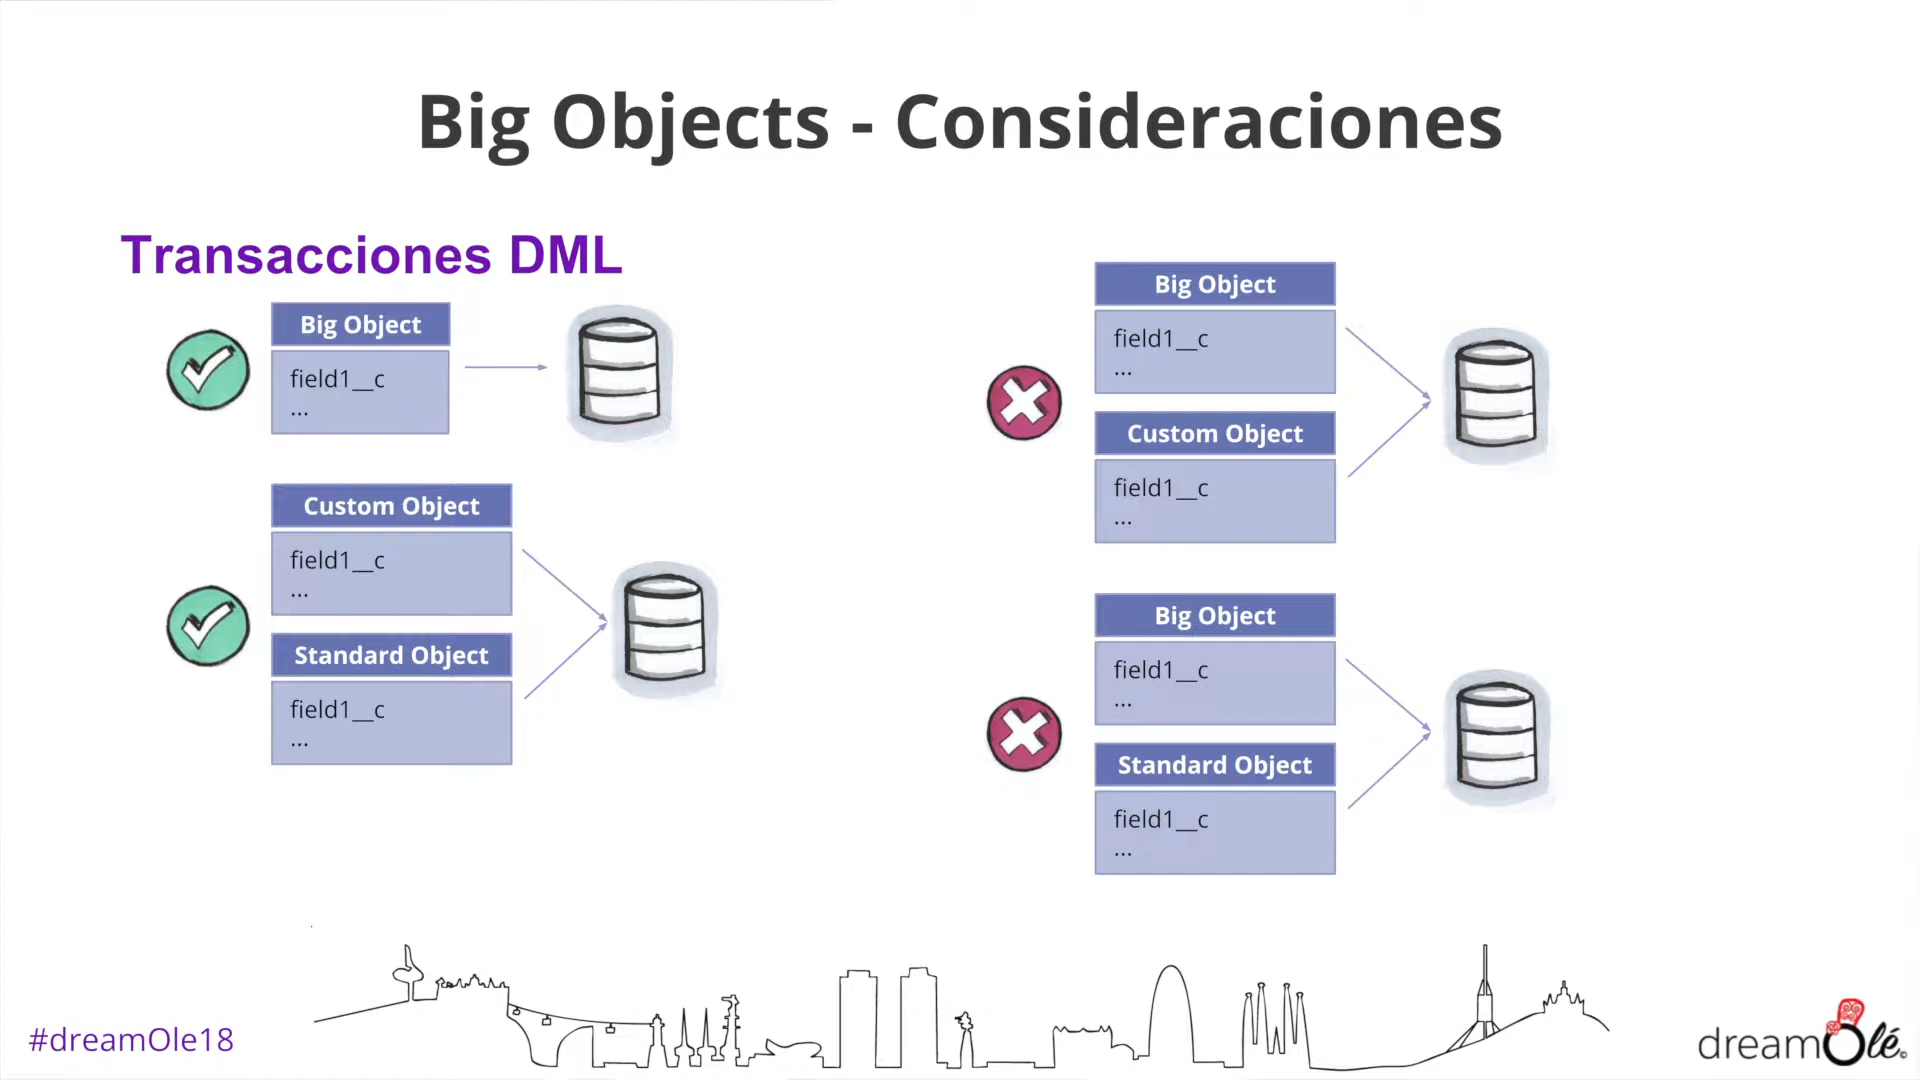 Big Objects - Consideraciones
Transacciones DML
Big Object
field1__c
...
Custom Object
field1__c
...
Standard Object
field1__c
...
Big Object
field1__c
...
Custom Object
field1__c
...
Big Object
field1__c
...
Standard Object
field1__c
...
#dreamOle18
dreamOlé©